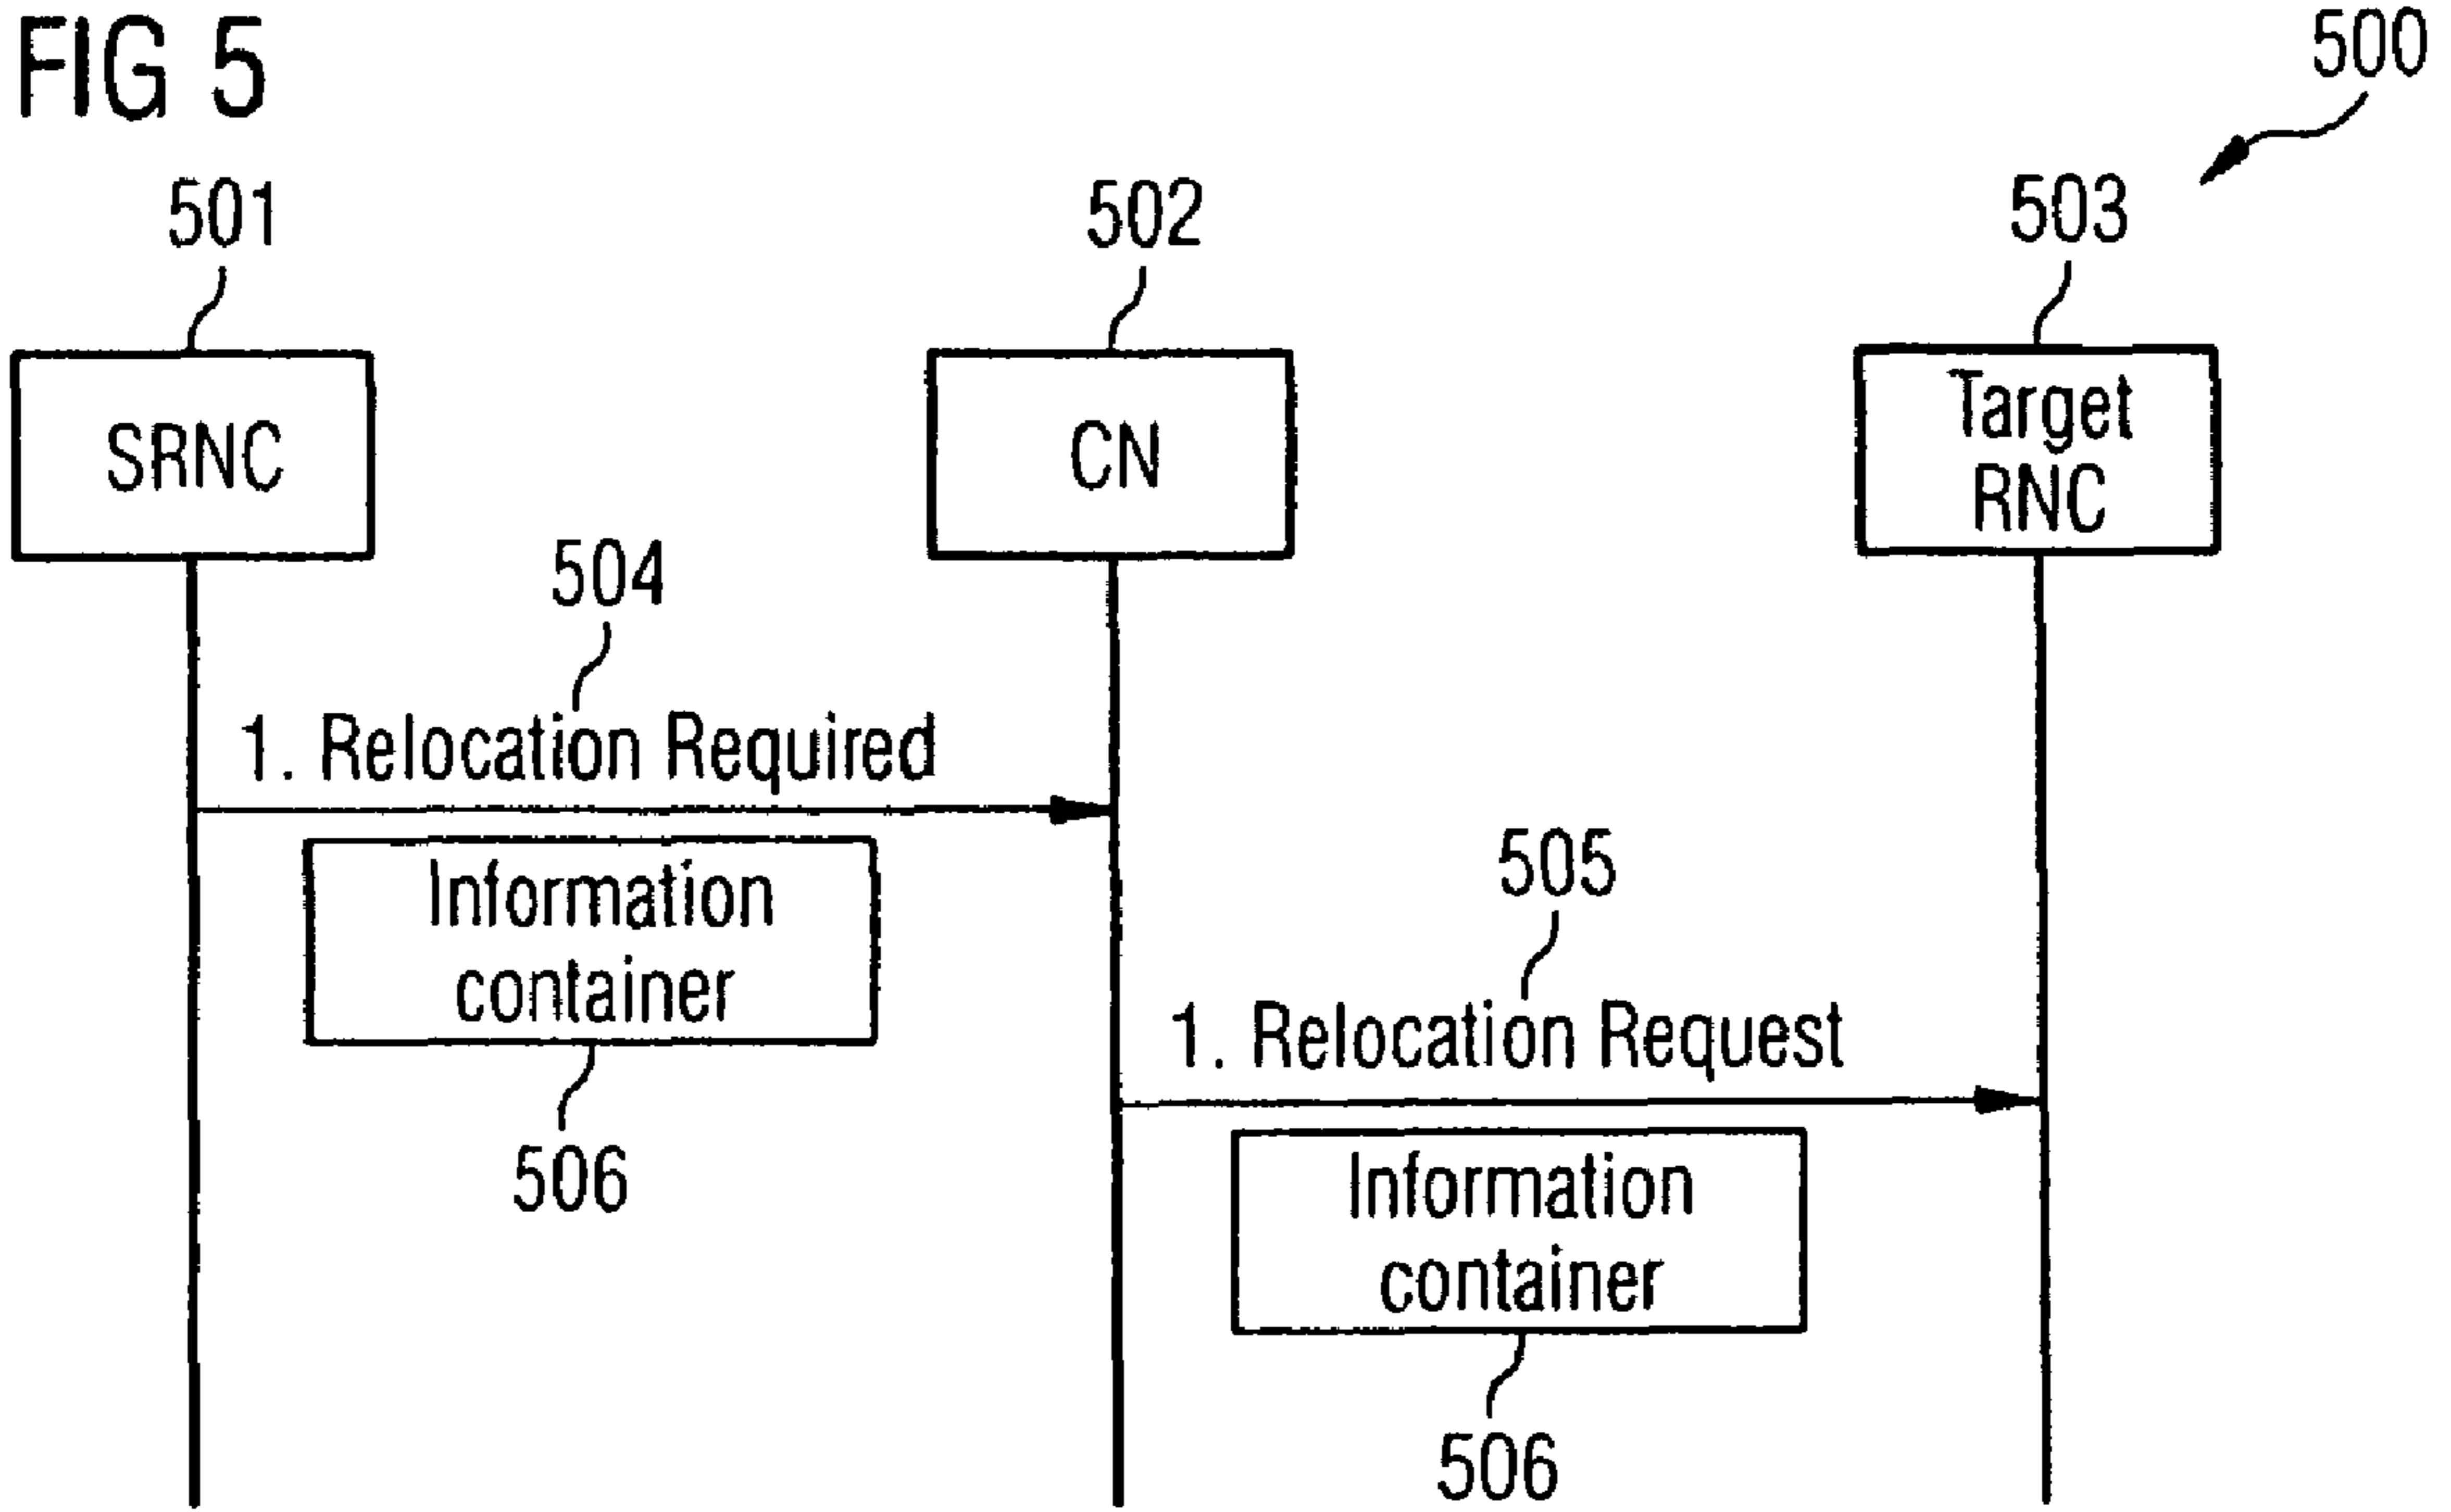 FIG 5
500
501
502
503
SRNC
CN
Target
RNC
504
1. Relocation Required
Information
container
506
505
1. Relocation Request
Information
container
506